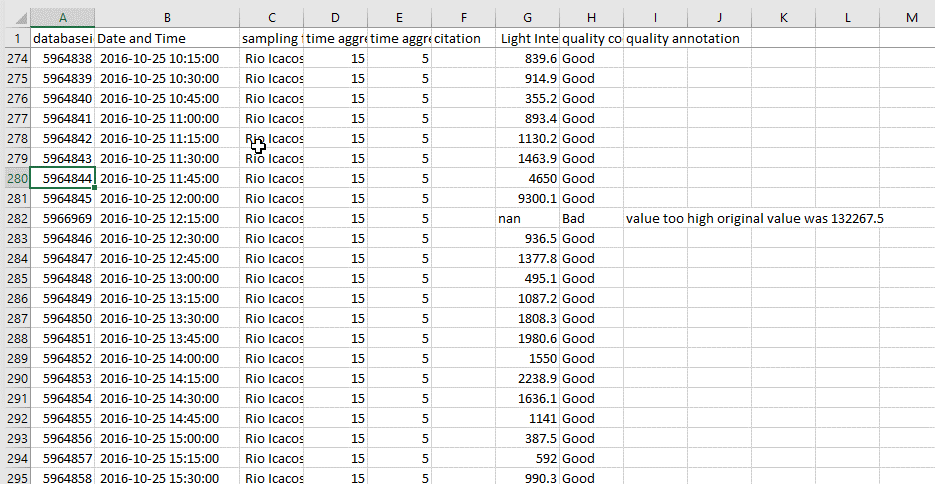 A B C D E F G H I J K L M
1 databasei Date and Time sampling time aggre time aggre citation Light Inte quality co quality annotation
274 5964838 2016-10-25 10:15:00 Rio Icacos 15 5 839.6 Good
275 5964839 2016-10-25 10:30:00 Rio Icacos 15 5 914.9 Good
276 5964840 2016-10-25 10:45:00 Rio Icacos 15 5 355.2 Good
277 5964841 2016-10-25 11:00:00 Rio Icacos 15 5 893.4 Good
278 5964842 2016-10-25 11:15:00 Rio Icacos 15 5 1130.2 Good
279 5964843 2016-10-25 11:30:00 Rio Icacos 15 5 1463.9 Good
280 5964844 2016-10-25 11:45:00 Rio Icacos 15 5 4650 Good
281 5964845 2016-10-25 12:00:00 Rio Icacos 15 5 9300.1 Good
282 5966969 2016-10-25 12:15:00 Rio Icacos 15 5 nan Bad value too high original value was 132267.5
283 5964846 2016-10-25 12:30:00 Rio Icacos 15 5 936.5 Good
284 5964847 2016-10-25 12:45:00 Rio Icacos 15 5 1377.8 Good
285 5964848 2016-10-25 13:00:00 Rio Icacos 15 5 495.1 Good
286 5964849 2016-10-25 13:15:00 Rio Icacos 15 5 1087.2 Good
287 5964850 2016-10-25 13:30:00 Rio Icacos 15 5 1808.3 Good
288 5964851 2016-10-25 13:45:00 Rio Icacos 15 5 1980.6 Good
289 5964852 2016-10-25 14:00:00 Rio Icacos 15 5 1550 Good
290 5964853 2016-10-25 14:15:00 Rio Icacos 15 5 2238.9 Good
291 5964854 2016-10-25 14:30:00 Rio Icacos 15 5 1636.1 Good
292 5964855 2016-10-25 14:45:00 Rio Icacos 15 5 1141 Good
293 5964856 2016-10-25 15:00:00 Rio Icacos 15 5 387.5 Good
294 5964857 2016-10-25 15:15:00 Rio Icacos 15 5 592 Good
295 5964858 2016-10-25 15:30:00 Rio Icacos 15 5 990.3 Good